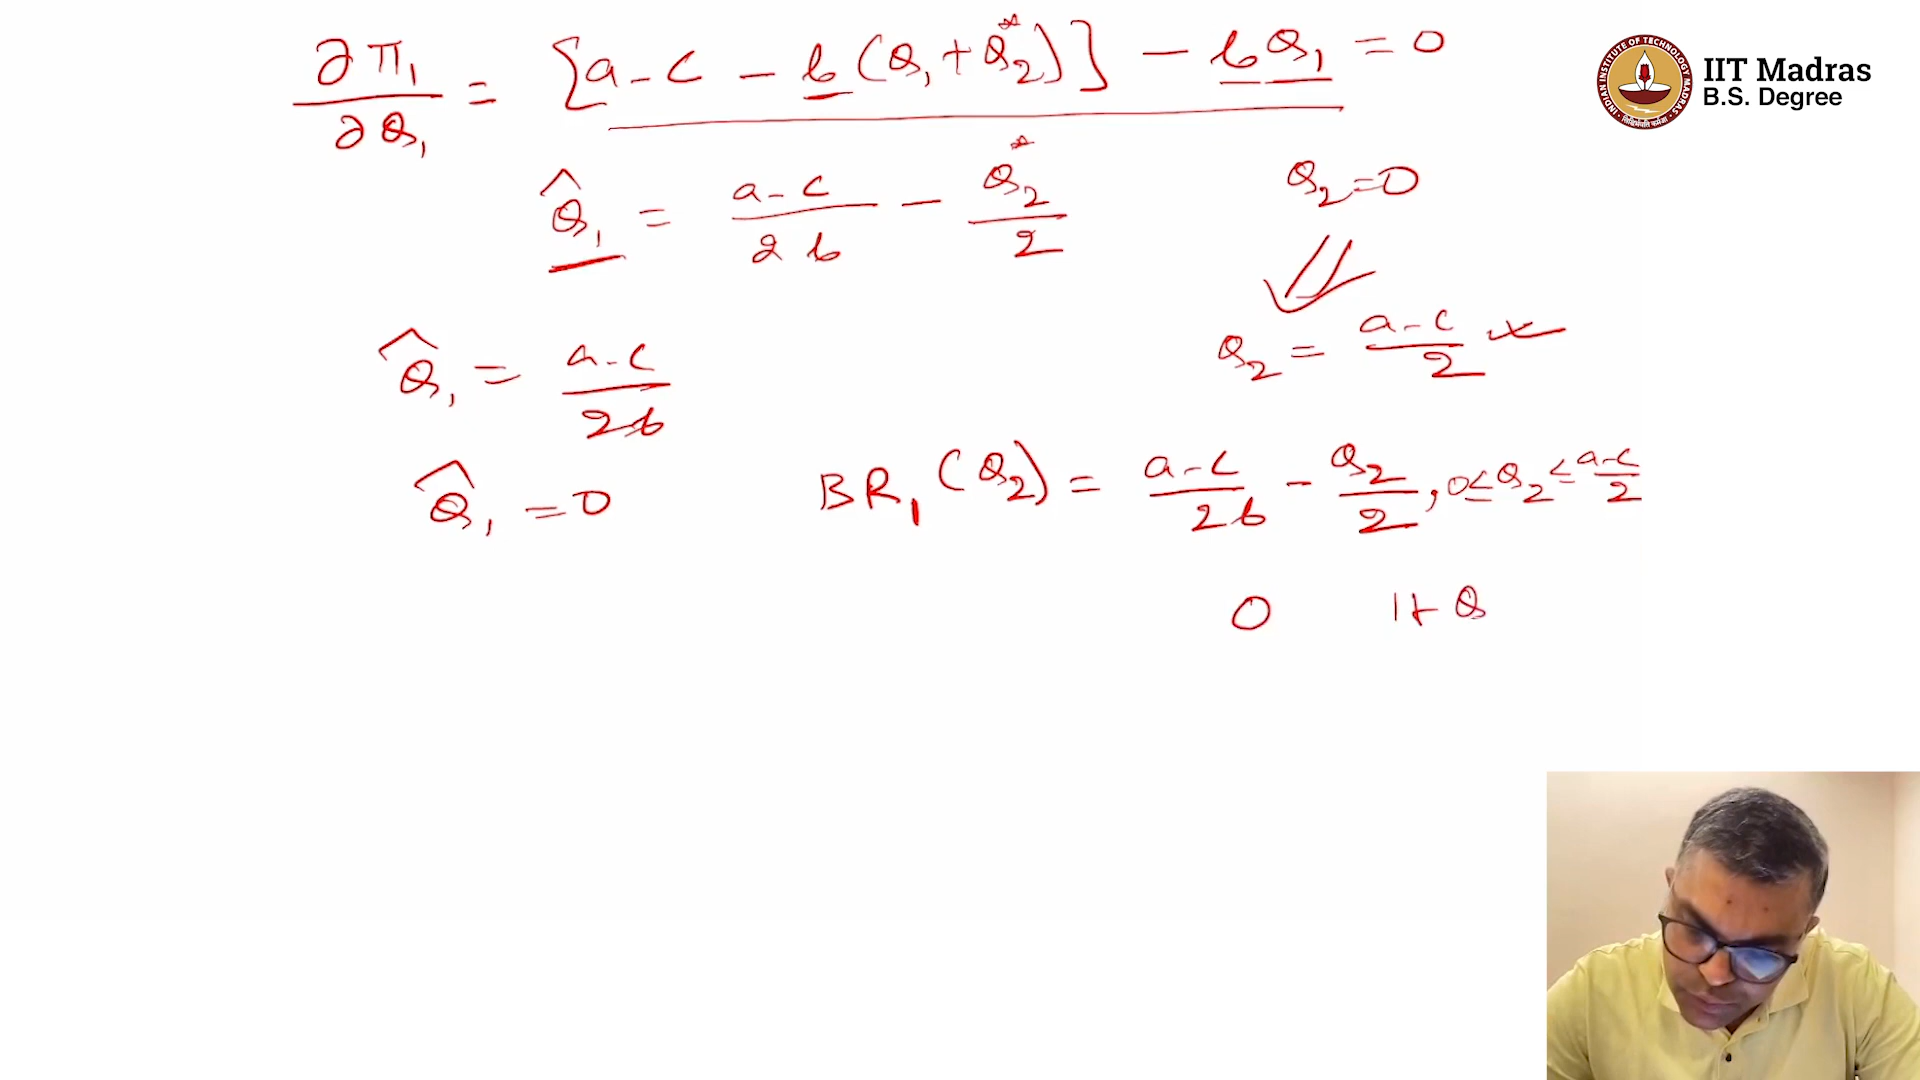 ∂π₁/∂Q₁ = {a-c - b(Q₁+Q₂*)] - bQ₁ = 0
IIT Madras
B.S. Degree
Q̂₁ = (a-c)/(2b) - Q₂*/2
Q₂=0
Q₂ = (a-c)/2
Q̂₁ = (a-c)/(2b)
BR₁(Q₂) = (a-c)/(2b) - Q₂/2, 0≤Q₂≤(a-c)/2
Q̂₁ = 0
0 If Q